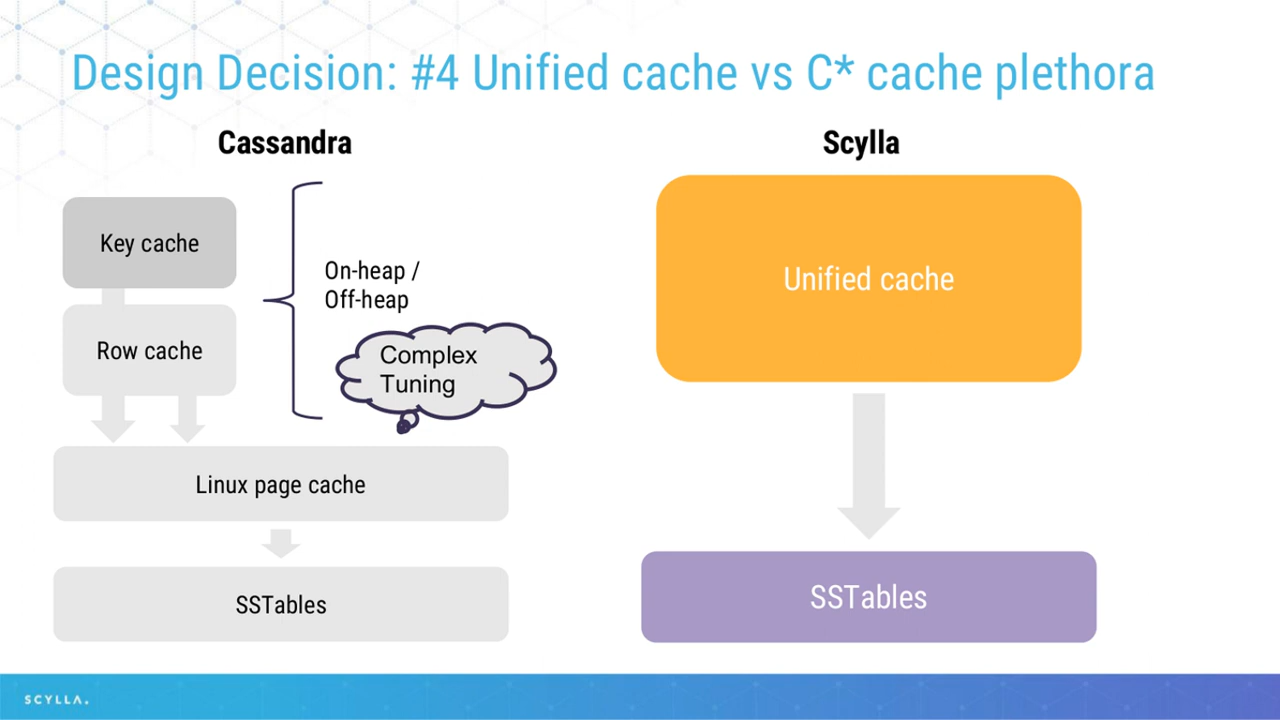 Design Decision: #4 Unified cache vs C* cache plethora
Cassandra
Key cache
Row cache
On-heap /
Off-heap
Complex
Tuning
Linux page cache
SSTables
Scylla
Unified cache
SSTables
SCYLLA.